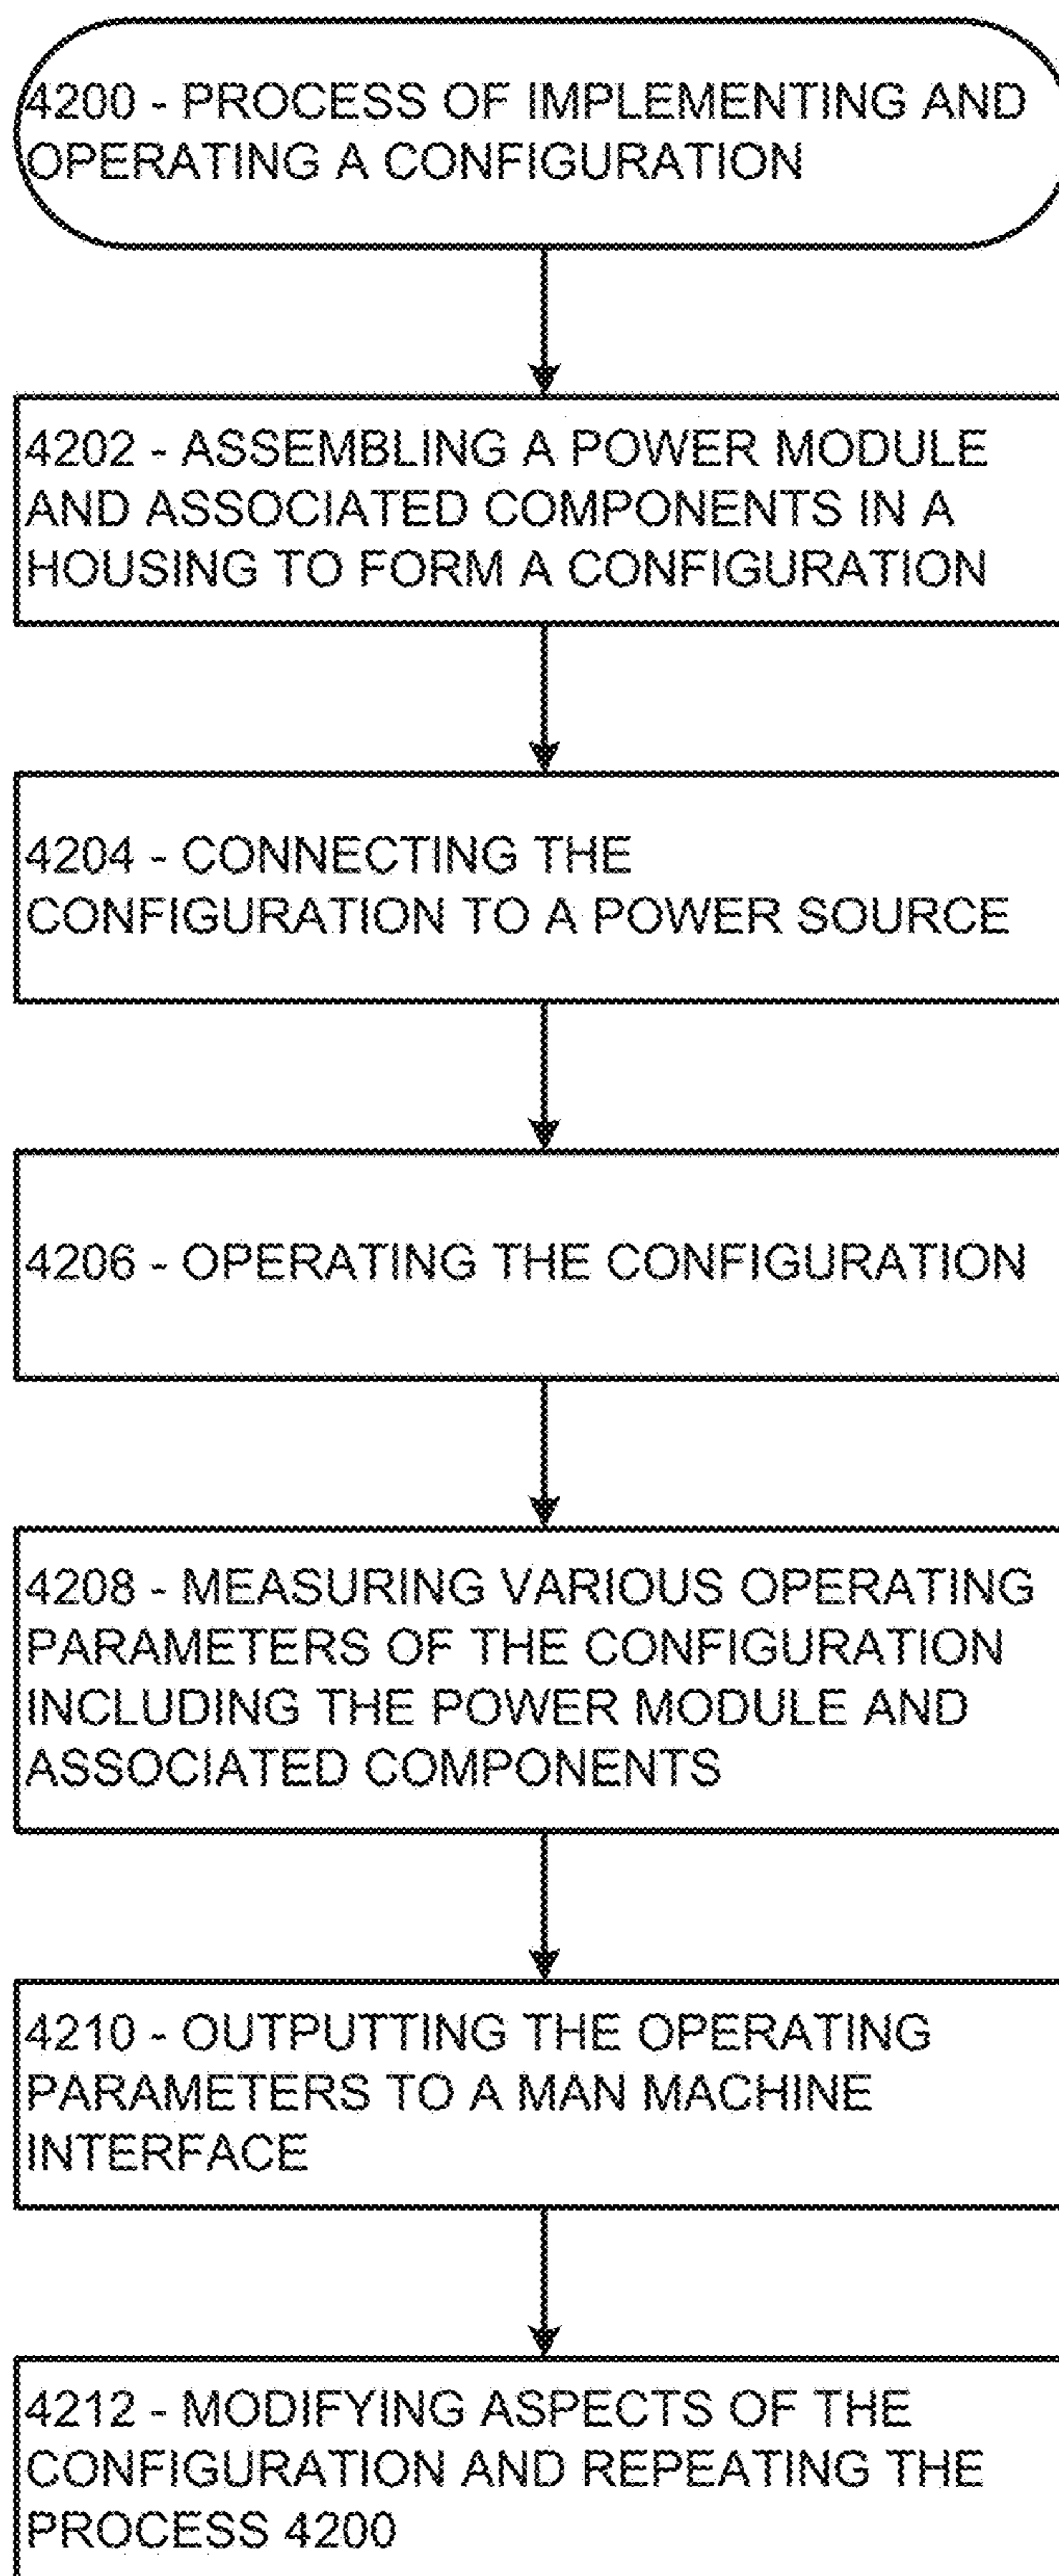 4200 - PROCESS OF IMPLEMENTING AND
OPERATING A CONFIGURATION
4202 - ASSEMBLING A POWER MODULE
AND ASSOCIATED COMPONENTS IN A
HOUSING TO FORM A CONFIGURATION
4204 - CONNECTING THE
CONFIGURATION TO A POWER SOURCE
4206 - OPERATING THE CONFIGURATION
4208 - MEASURING VARIOUS OPERATING
PARAMETERS OF THE CONFIGURATION
INCLUDING THE POWER MODULE AND
ASSOCIATED COMPONENTS
4210 - OUTPUTTING THE OPERATING
PARAMETERS TO A MAN MACHINE
INTERFACE
4212 - MODIFYING ASPECTS OF THE
CONFIGURATION AND REPEATING THE
PROCESS 4200